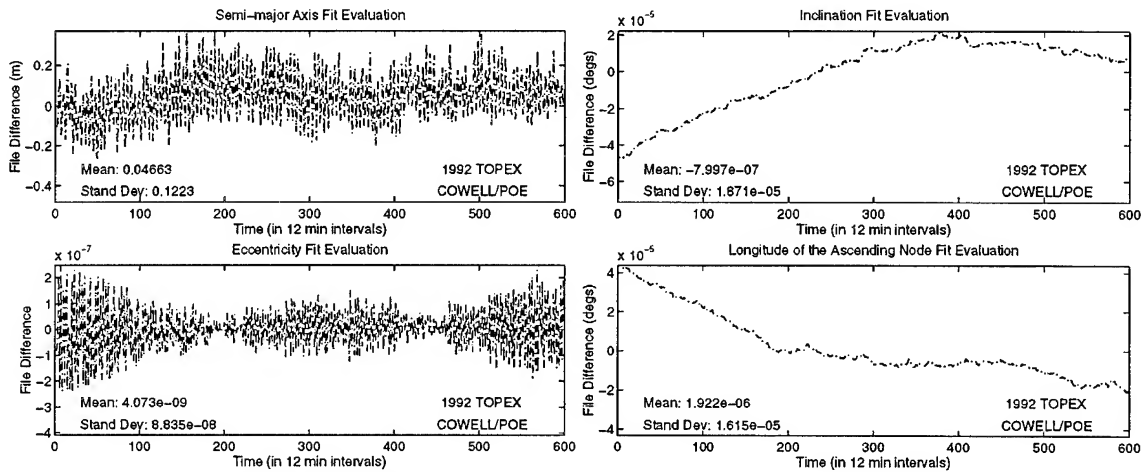 Semi-major Axis Fit Evaluation
File Difference (m)
0.2
0
-0.2
-0.4
Mean: 0.04663
Stand Dev: 0.1223
1992 TOPEX
COWELL/POE
0 100 200 300 400 500 600
Time (in 12 min intervals)
Inclination Fit Evaluation
x 10^-5
File Difference (degs)
2
0
-2
-4
-6
Mean: -7.997e-07
Stand Dev: 1.871e-05
1992 TOPEX
COWELL/POE
0 100 200 300 400 500 600
Time (in 12 min intervals)
Eccentricity Fit Evaluation
x 10^-7
File Difference
2
1
0
-1
-2
-3
Mean: 4.073e-09
Stand Dev: 8.835e-08
1992 TOPEX
COWELL/POE
0 100 200 300 400 500 600
Time (in 12 min intervals)
Longitude of the Ascending Node Fit Evaluation
x 10^-5
File Difference (degs)
4
2
0
-2
-4
Mean: 1.922e-06
Stand Dev: 1.615e-05
1992 TOPEX
COWELL/POE
0 100 200 300 400 500 600
Time (in 12 min intervals)